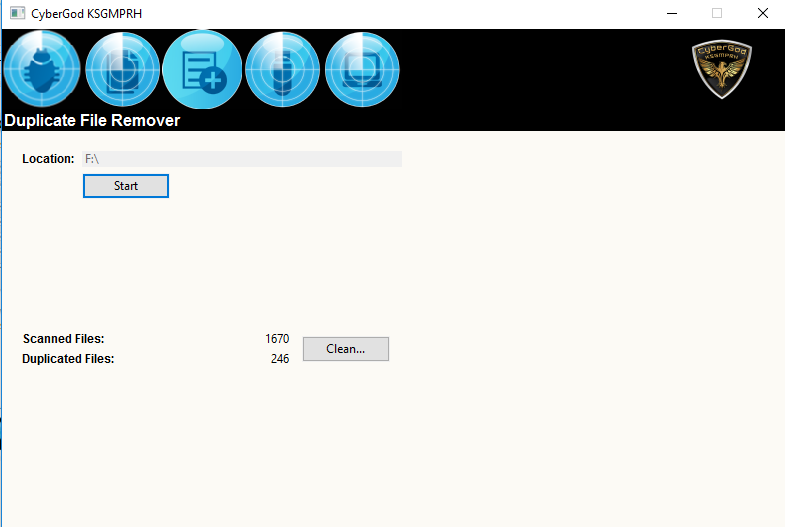 CyberGod KSGMPRH
CyberGod
KSGMPRH
Duplicate File Remover
Location: F:\
Start
Scanned Files: 1670
Clean...
Duplicated Files: 246